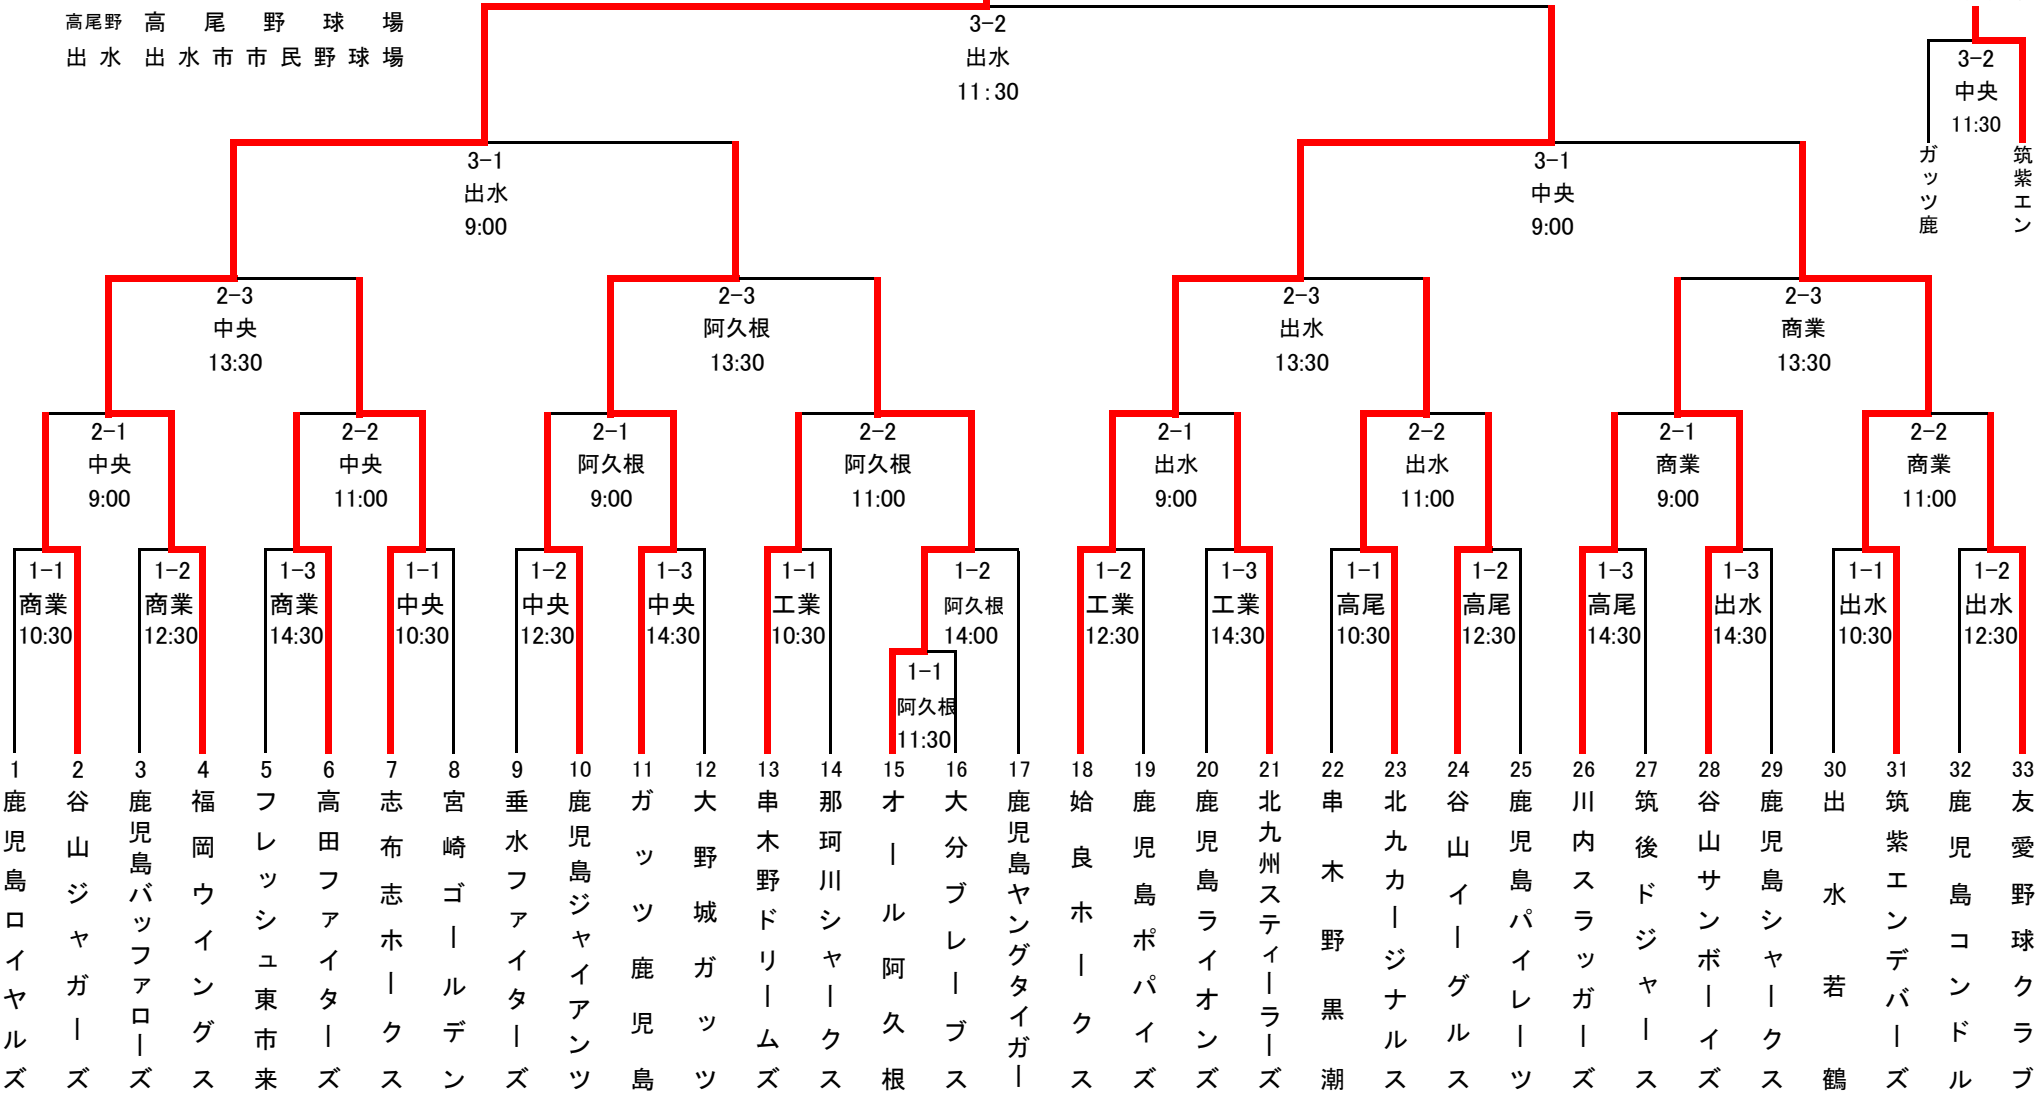 高尾野 高尾野球場
出水 出水市市民野球場
3-2
出水
11:30
3-2
中央
11:30
ガッツ鹿
筑紫エン
3-1
出水
9:00
3-1
中央
9:00
2-3
中央
13:30
2-3
阿久根
13:30
2-3
出水
13:30
2-3
商業
13:30
2-1
中央
9:00
2-2
中央
11:00
2-1
阿久根
9:00
2-2
阿久根
11:00
2-1
出水
9:00
2-2
出水
11:00
2-1
商業
9:00
2-2
商業
11:00
1-1
商業
10:30
1-2
商業
12:30
1-3
商業
14:30
1-1
中央
10:30
1-2
中央
12:30
1-3
中央
14:30
1-1
工業
10:30
1-2
阿久根
14:00
1-1
阿久根
11:30
1-2
工業
12:30
1-3
工業
14:30
1-1
高尾
10:30
1-2
高尾
12:30
1-3
高尾
14:30
1-3
出水
14:30
1-1
出水
10:30
1-2
出水
12:30
1 鹿児島ロイヤルズ
2 谷山ジャガーズ
3 鹿児島バッファローズ
4 福岡ウイングス
5 フレッシュ東市来
6 高田ファイターズ
7 志布志ホークス
8 宮崎ゴールデン
9 垂水ファイターズ
10 鹿児島ジャイアンツ
11 ガッツ鹿児島
12 大野城ガッツ
13 串木野ドリームズ
14 那珂川シャークス
15 オール阿久根
16 大分ブレーブス
17 鹿児島ヤングタイガー
18 姶良ホークス
19 鹿児島ポパイズ
20 鹿児島ライオンズ
21 北九州スティーラーズ
22 串木野黒潮
23 北九カージナルス
24 谷山イーグルス
25 鹿児島パイレーツ
26 川内スラッガーズ
27 筑後ドジャース
28 谷山サンボーイズ
29 鹿児島シャークス
30 出水若鶴
31 筑紫エンデバーズ
32 鹿児島コンドル
33 友愛野球クラブ